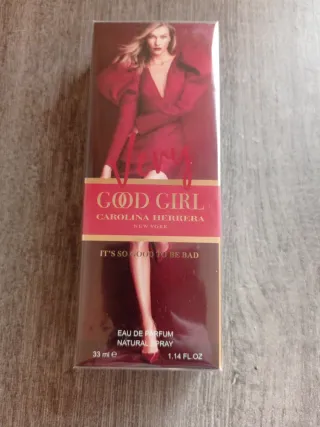 Very
GOOD GIRL
CAROLINA HERRERA
NEW YORK
IT'S SO GOOD TO BE BAD
EAU DE PARFUM
NATURAL SPRAY
33 ml e 1.14 FL.OZ